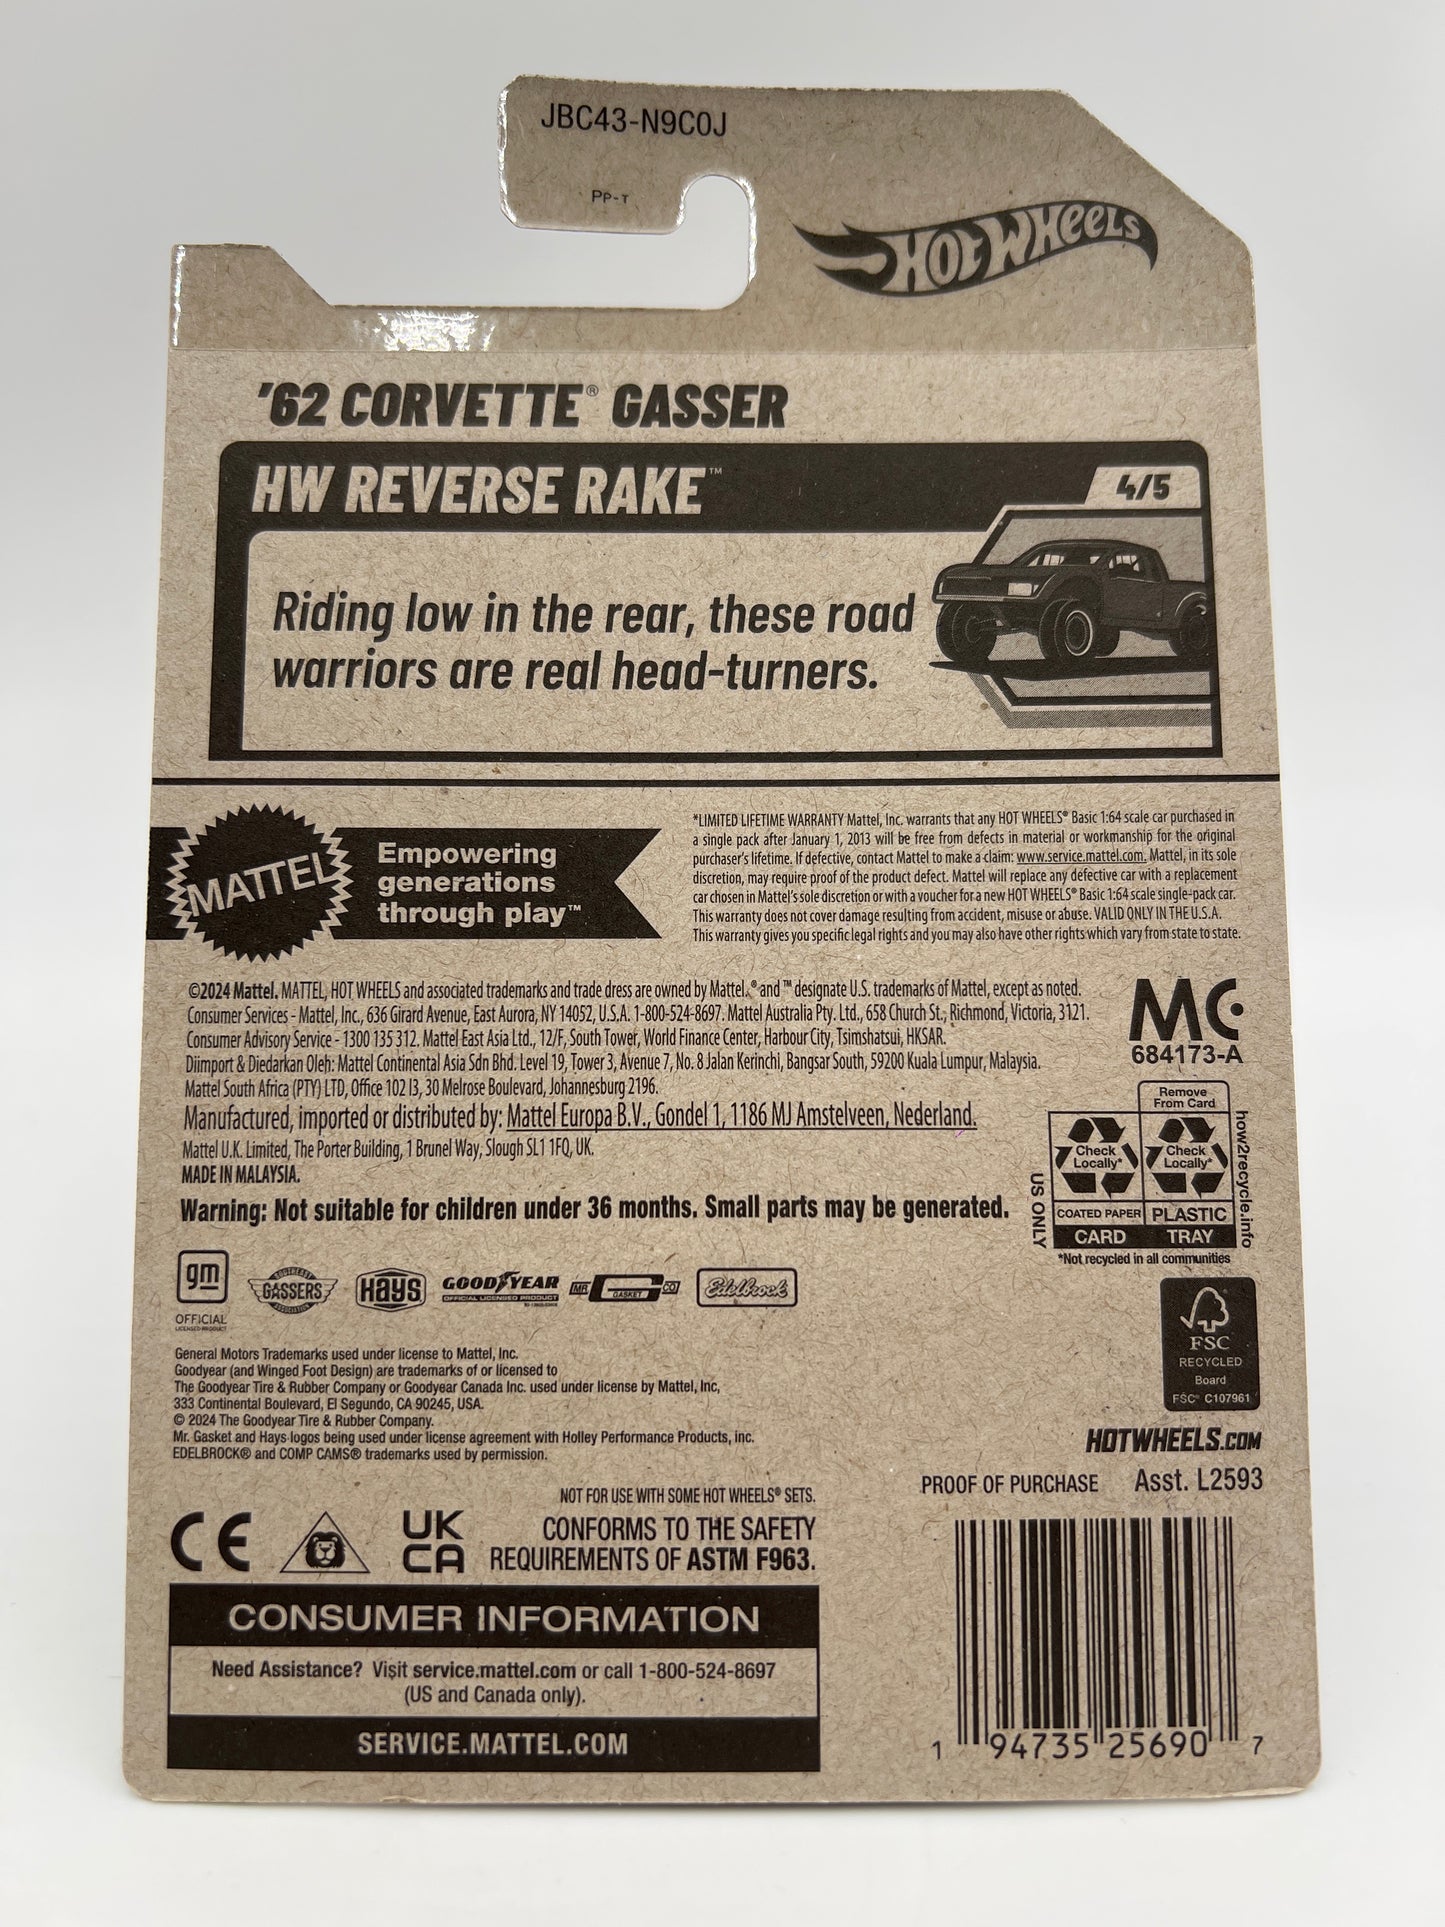 JBC43-N9C0J
PP-T
HOT WHEELS
'62 CORVETTE® GASSER
HW REVERSE RAKE™
4/5
Riding low in the rear, these road
warriors are real head-turners.
MATTEL
Empowering
generations
through play™
*LIMITED LIFETIME WARRANTY Mattel, Inc. warrants that any HOT WHEELS® Basic 1:64 scale car purchased in
a single pack after January 1, 2013 will be free from defects in material or workmanship for the original
purchaser's lifetime. If defective, contact Mattel to make a claim: www.service.mattel.com. Mattel, in its sole
discretion, may require proof of the product defect. Mattel will replace any defective car with a replacement
car chosen in Mattel's sole discretion or with a voucher for a new HOT WHEELS® Basic 1:64 scale single-pack car.
This warranty does not cover damage resulting from accident, misuse or abuse. VALID ONLY IN THE U.S.A.
This warranty gives you specific legal rights and you may also have other rights which vary from state to state.
©2024 Mattel. MATTEL, HOT WHEELS and associated trademarks and trade dress are owned by Mattel. ® and ™ designate U.S. trademarks of Mattel, except as noted.
Consumer Services - Mattel, Inc., 636 Girard Avenue, East Aurora, NY 14052, U.S.A. 1-800-524-8697. Mattel Australia Pty. Ltd., 658 Church St., Richmond, Victoria, 3121.
Consumer Advisory Service - 1300 135 312. Mattel East Asia Ltd., 12/F, South Tower, World Finance Center, Harbour City, Tsimshatsui, HKSAR.
Diimport & Diedarkan Oleh: Mattel Continental Asia Sdn Bhd. Level 19, Tower 3, Avenue 7, No. 8 Jalan Kerinchi, Bangsar South, 59200 Kuala Lumpur, Malaysia.
Mattel South Africa (PTY) LTD, Office 102 I3, 30 Melrose Boulevard, Johannesburg 2196.
Manufactured, imported or distributed by: Mattel Europa B.V., Gondel 1, 1186 MJ Amstelveen, Nederland.
Mattel U.K. Limited, The Porter Building, 1 Brunel Way, Slough SL1 1FQ, UK.
MADE IN MALAYSIA.
Warning: Not suitable for children under 36 months. Small parts may be generated.
MC
684173-A
Remove
From Card
Check
Locally*
Check
Locally*
COATED PAPER
PLASTIC
CARD
TRAY
US ONLY
how2recycle.info
*Not recycled in all communities
gm
OFFICIAL
LICENSED PRODUCT
SOUTHEAST
GASSERS
ASSOCIATION
HAYS
GOODYEAR
OFFICIAL LICENSED PRODUCT
MR GASKET CO
Edelbrock
FSC
RECYCLED
Board
FSC® C107961
General Motors Trademarks used under license to Mattel, Inc.
Goodyear (and Winged Foot Design) are trademarks of or licensed to
The Goodyear Tire & Rubber Company or Goodyear Canada Inc. used under license by Mattel, Inc,
333 Continental Boulevard, El Segundo, CA 90245, USA.
© 2024 The Goodyear Tire & Rubber Company.
Mr. Gasket and Hays logos being used under license agreement with Holley Performance Products, inc.
EDELBROCK® and COMP CAMS® trademarks used by permission.
HOTWHEELS.COM
PROOF OF PURCHASE Asst. L2593
NOT FOR USE WITH SOME HOT WHEELS® SETS.
CE
UK
CA
CONFORMS TO THE SAFETY
REQUIREMENTS OF ASTM F963.
CONSUMER INFORMATION
Need Assistance? Visit service.mattel.com or call 1-800-524-8697
(US and Canada only).
SERVICE.MATTEL.COM
1 94735 25690 7